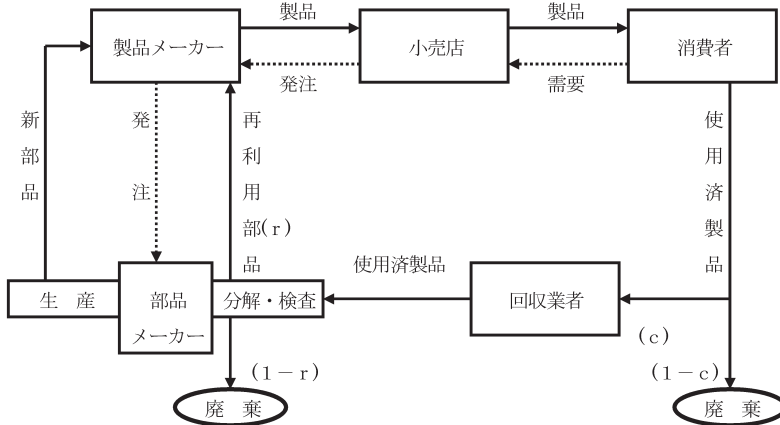 製品
製品
製品メーカー
小売店
消費者
発注
需要
新部品
発注
再利用部品
(r)
使用済製品
使用済製品
生　産
部品
メーカー
分解・検査
回収業者
(c)
(1－r)
(1－c)
廃　棄
廃　棄